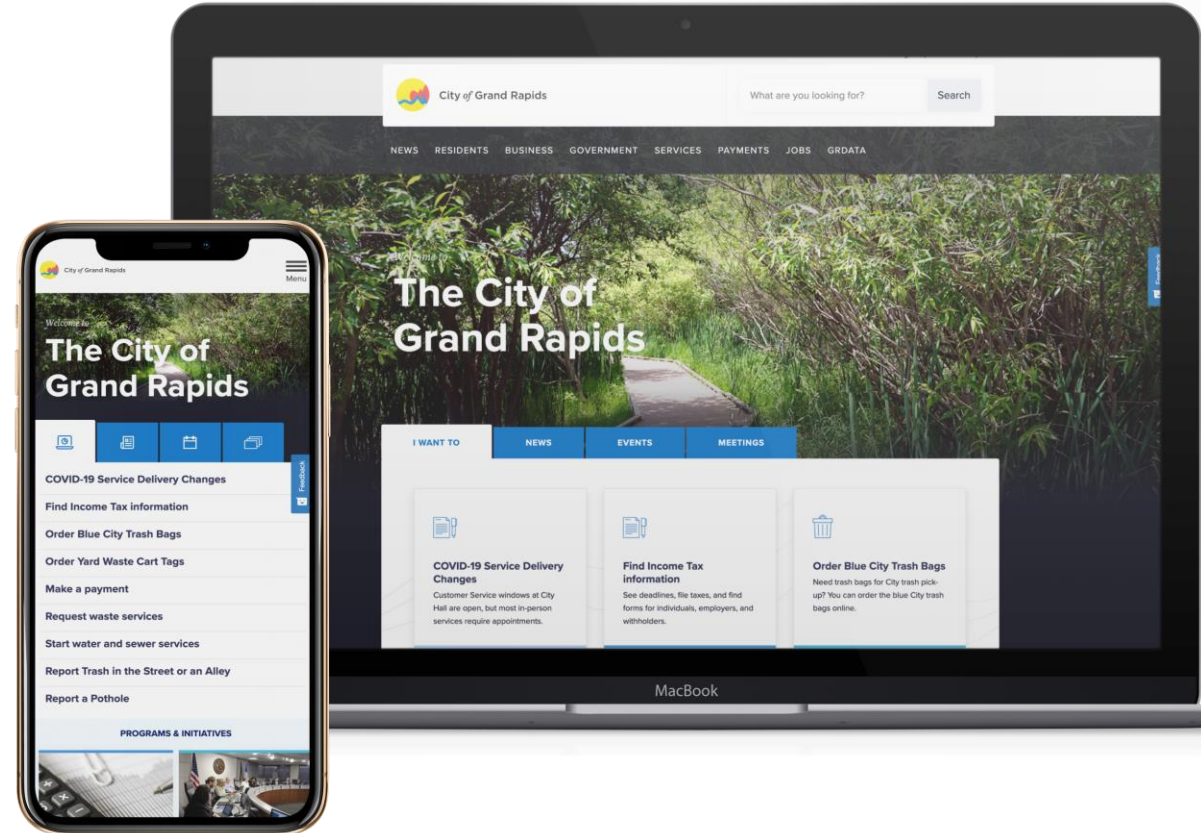 City of Grand Rapids
What are you looking for?
Search
NEWS RESIDENTS BUSINESS GOVERNMENT SERVICES PAYMENTS JOBS GRDATA
Welcome to
The City of
Grand Rapids
Feedback
I WANT TO
NEWS
EVENTS
MEETINGS
COVID-19 Service Delivery
Changes
Customer Service windows at City
Hall are open, but most in-person
services require appointments.
Find Income Tax
information
See deadlines, file taxes, and find
forms for individuals, employers, and
withholders.
Order Blue City Trash Bags
Need trash bags for City trash pick-
up? You can order the blue City trash
bags online.
MacBook
City of Grand Rapids
Menu
Welcome to
The City of
Grand Rapids
Feedback
COVID-19 Service Delivery Changes
Find Income Tax information
Order Blue City Trash Bags
Order Yard Waste Cart Tags
Make a payment
Request waste services
Start water and sewer services
Report Trash in the Street or an Alley
Report a Pothole
PROGRAMS & INITIATIVES